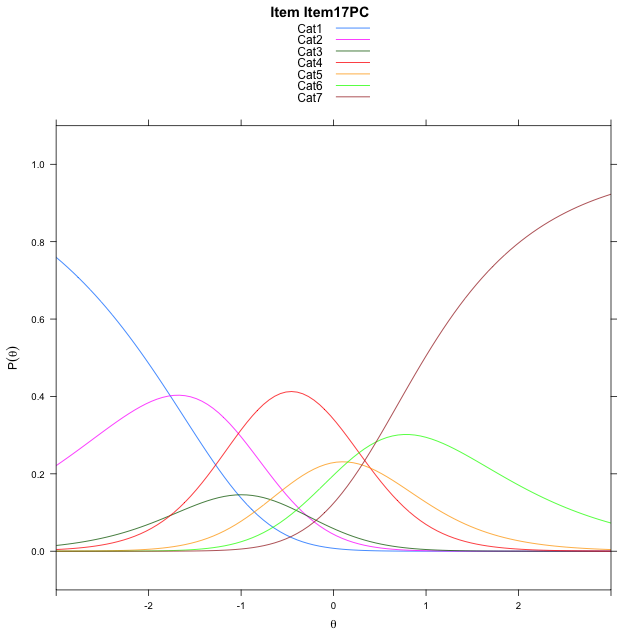 Item Item17PC
Cat1
Cat2
Cat3
Cat4
Cat5
Cat6
Cat7
1.0
0.8
0.6
0.4
0.2
0.0
P(θ)
-2 -1 0 1 2
θ